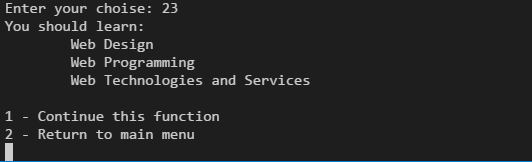 Enter your choise: 23
You should learn:
Web Design
Web Programming
Web Technologies and Services
1 - Continue this function
2 - Return to main menu